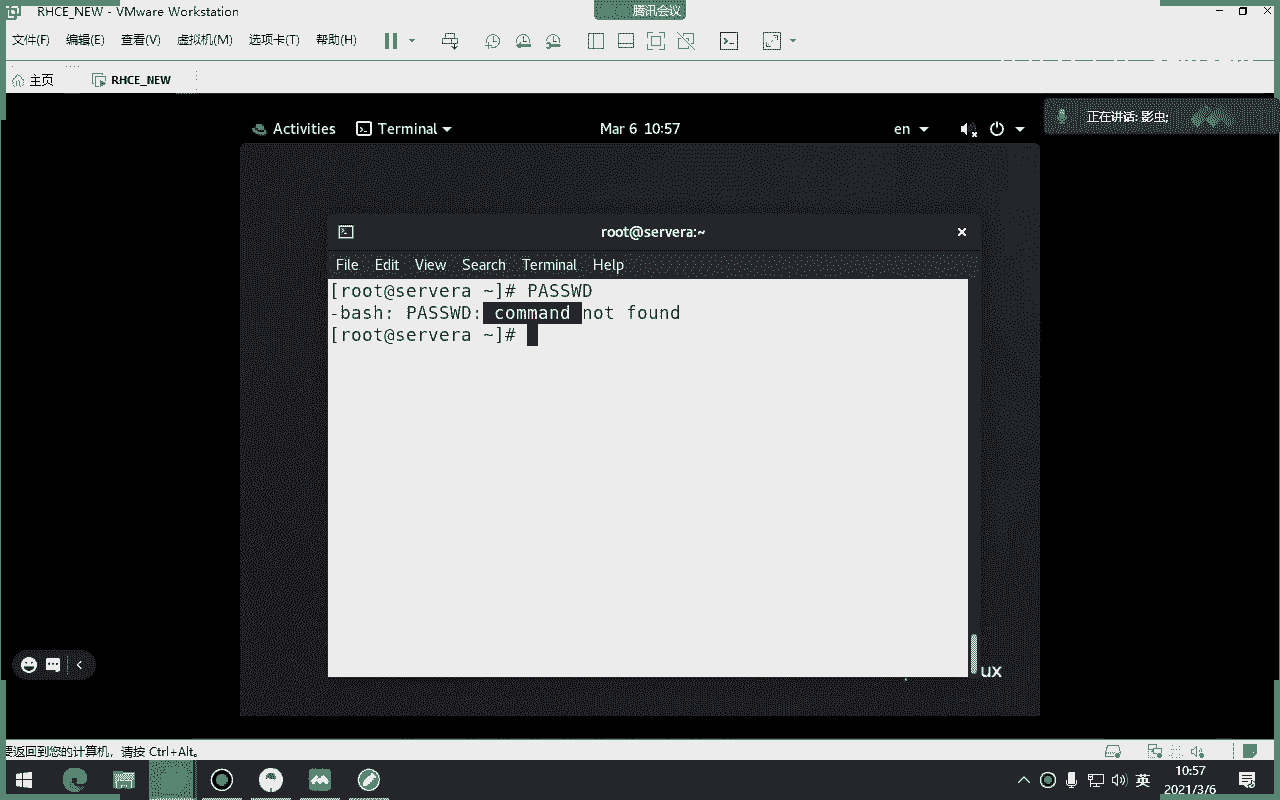 RHCE_NEW - VMware Workstation
腾讯会议
文件(F) 编辑(E) 查看(V) 虚拟机(M) 选项卡(T) 帮助(H)
主页 RHCE_NEW
正在讲话: 影虫;
Activities Terminal Mar 6 10:57 en
root@servera:~
File Edit View Search Terminal Help
[root@servera ~]# PASSWD
-bash: PASSWD: command not found
[root@servera ~]#
ux
要返回到您的计算机，请按 Ctrl+Alt。
英
10:57
2021/3/6